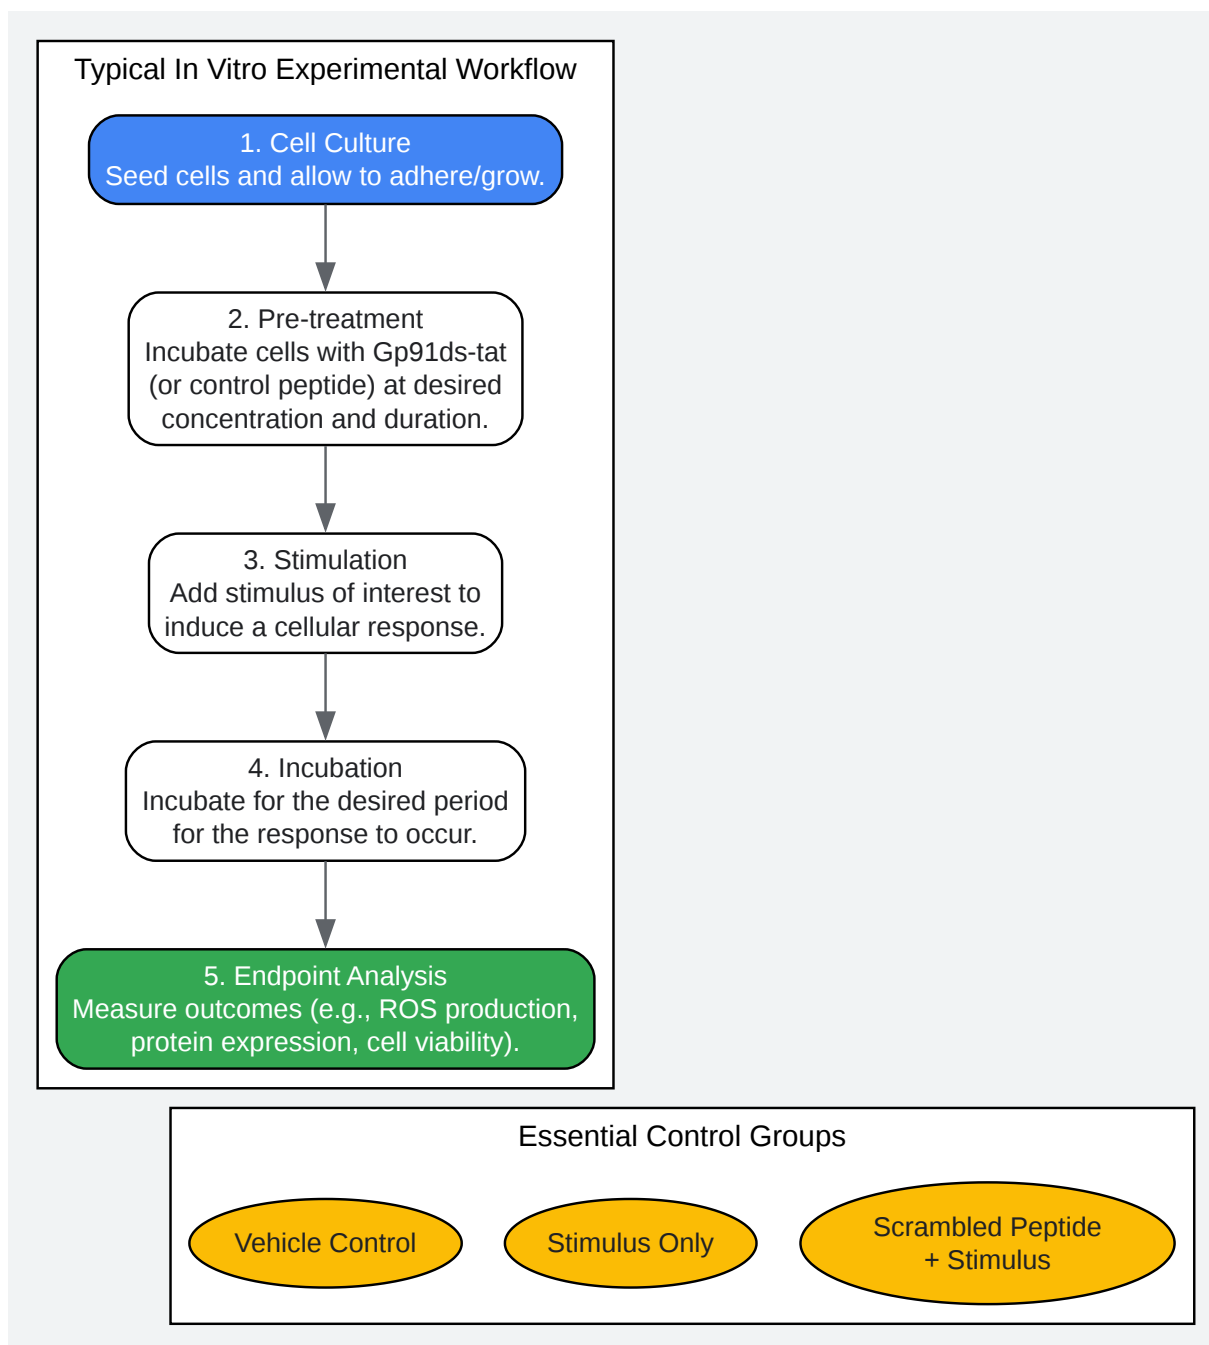 Typical In Vitro Experimental Workflow
1. Cell Culture
Seed cells and allow to adhere/grow.
2. Pre-treatment
Incubate cells with Gp91ds-tat
(or control peptide) at desired
concentration and duration.
3. Stimulation
Add stimulus of interest to
induce a cellular response.
4. Incubation
Incubate for the desired period
for the response to occur.
5. Endpoint Analysis
Measure outcomes (e.g., ROS production,
protein expression, cell viability).
Essential Control Groups
Vehicle Control
Stimulus Only
Scrambled Peptide
+ Stimulus